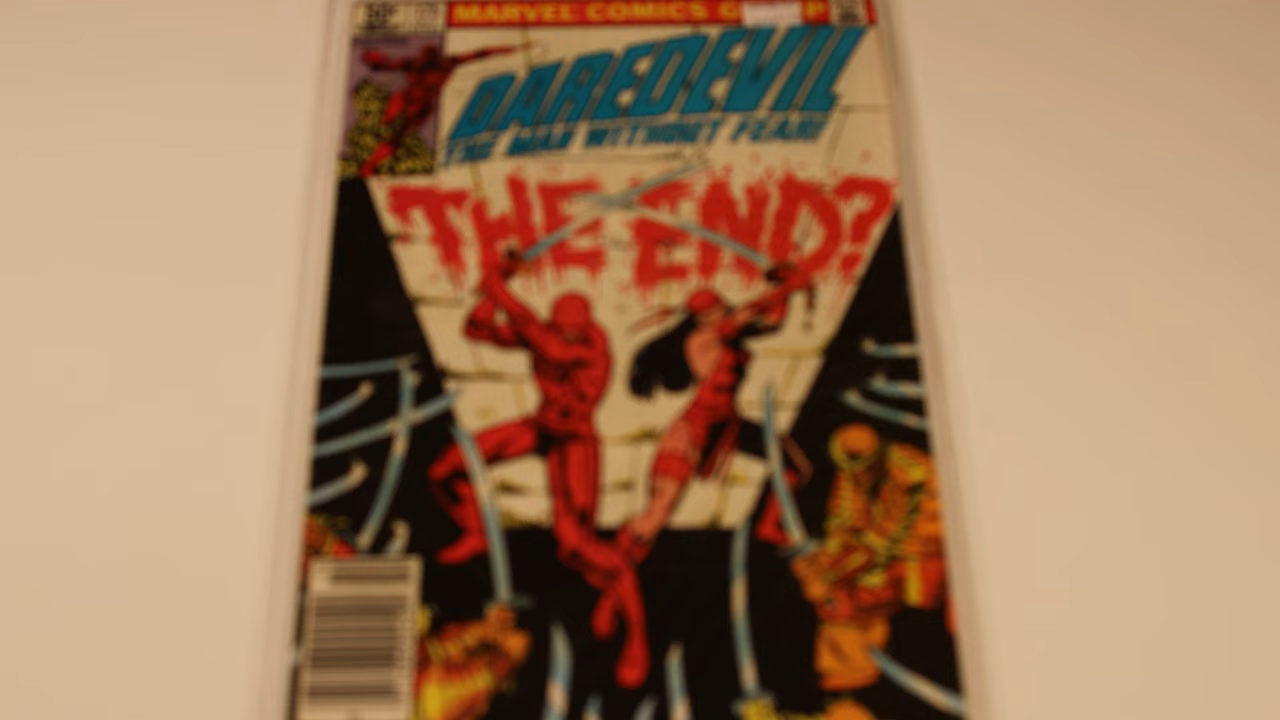 MARVEL COMICS GROUP
DAREDEVIL
THE MAN WITHOUT FEAR!
THE END?